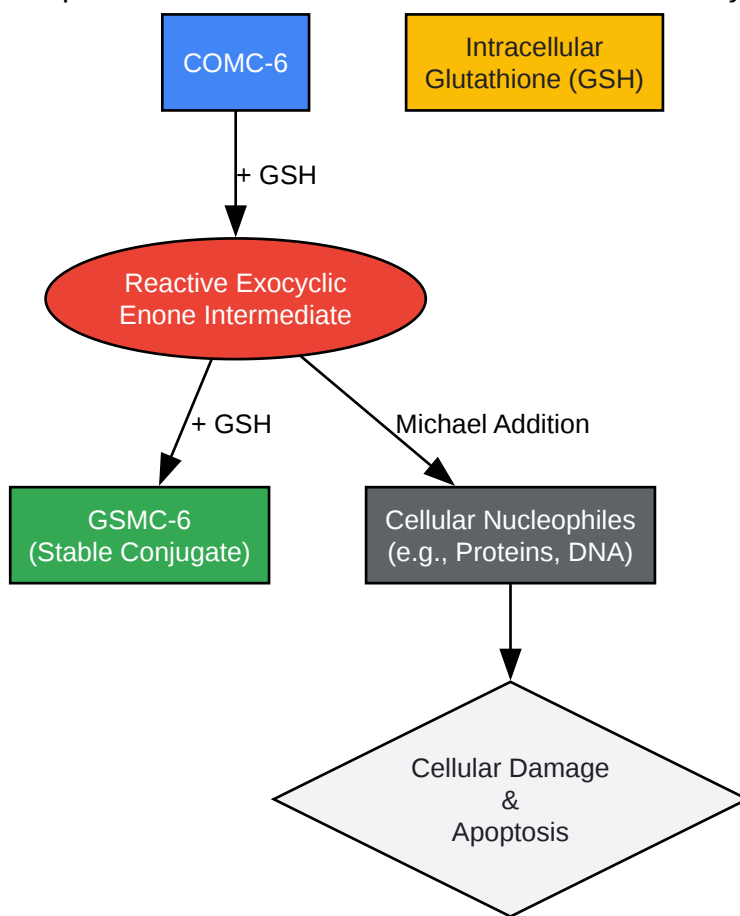 COMC-6
Intracellular
Glutathione (GSH)
+ GSH
Reactive Exocyclic
Enone Intermediate
+ GSH
Michael Addition
GSMC-6
(Stable Conjugate)
Cellular Nucleophiles
(e.g., Proteins, DNA)
Cellular Damage
&
Apoptosis